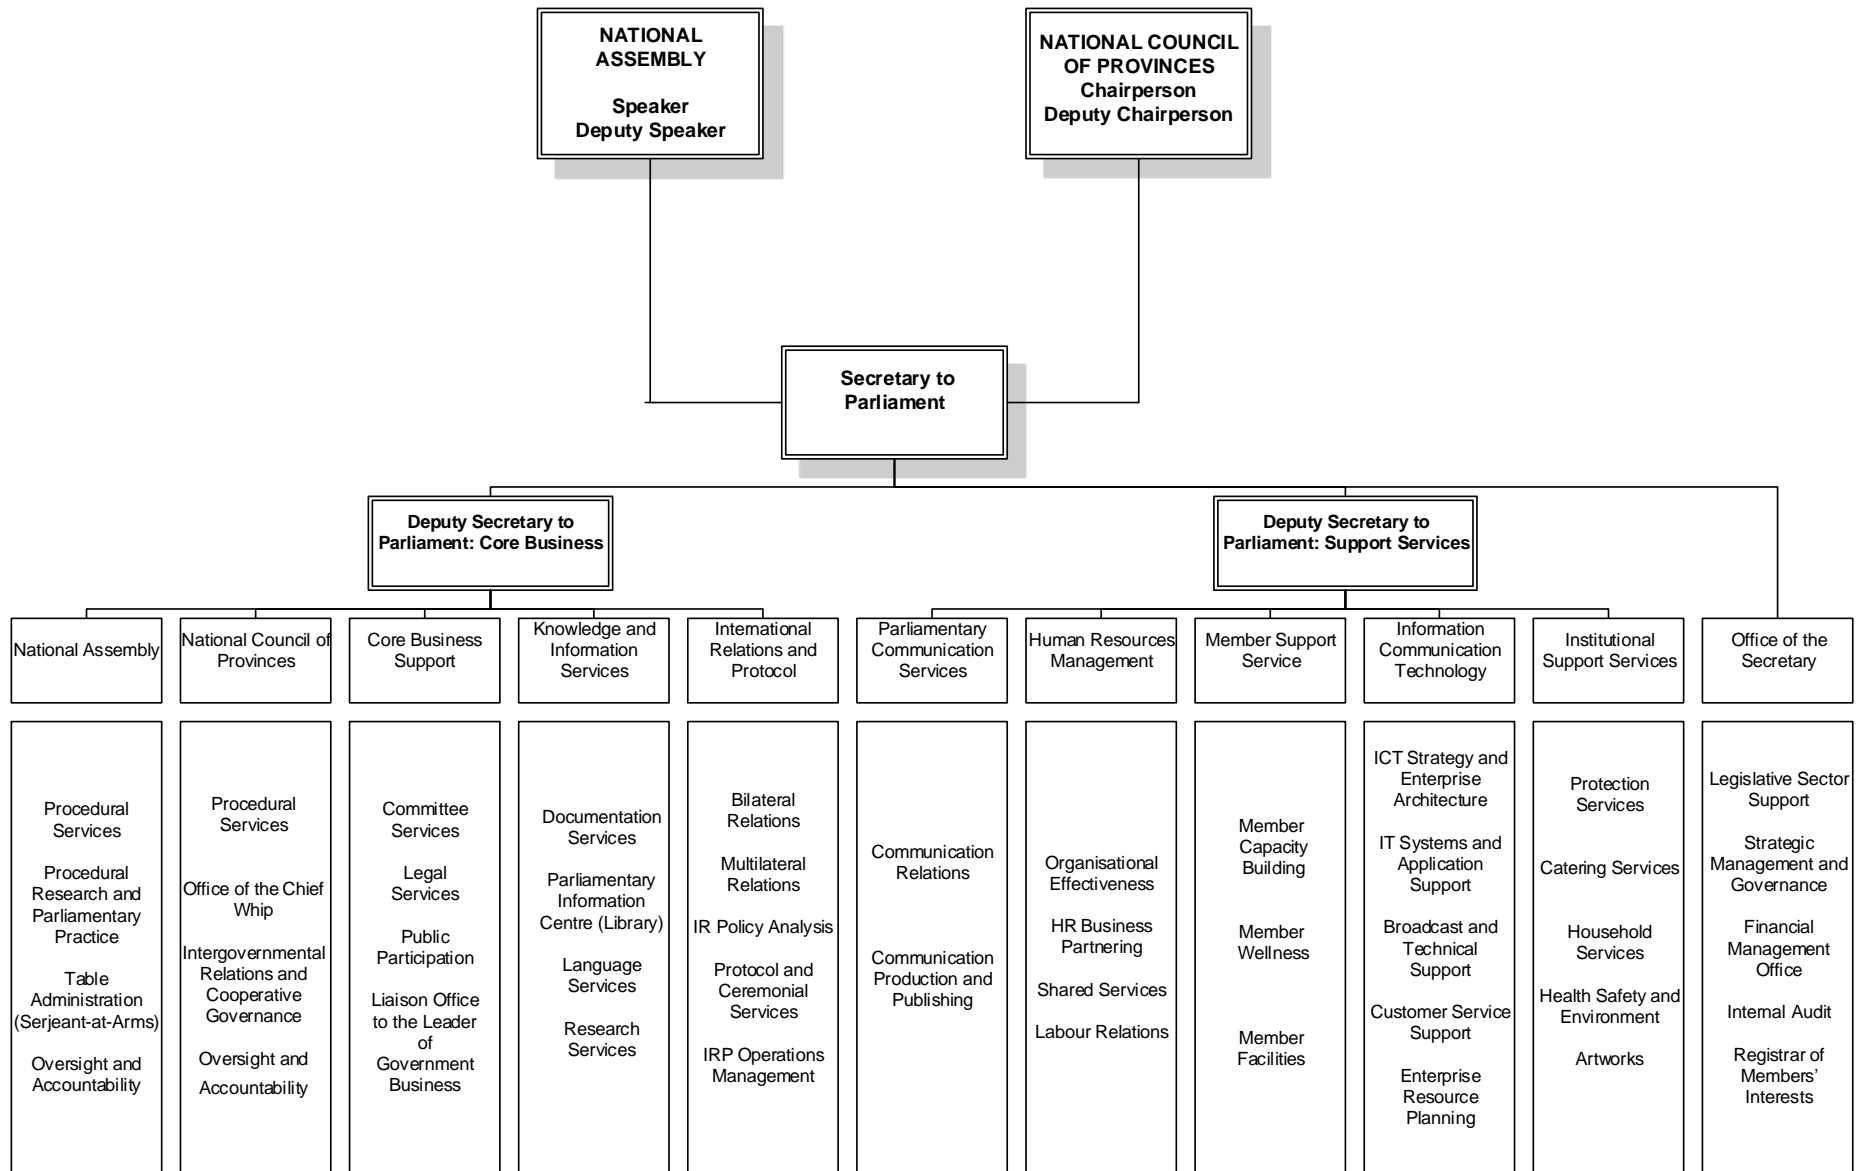 NATIONAL
ASSEMBLY
Speaker
Deputy Speaker
NATIONAL COUNCIL
OF PROVINCES
Chairperson
Deputy Chairperson
Secretary to
Parliament
Deputy Secretary to
Parliament: Core Business
Deputy Secretary to
Parliament: Support Services
National Assembly
National Council of
Provinces
Core Business
Support
Knowledge and
Information
Services
International
Relations and
Protocol
Parliamentary
Communication
Services
Human Resources
Management
Member Support
Service
Information
Communication
Technology
Institutional
Support Services
Office of the
Secretary
Procedural
Services
Procedural
Research and
Parliamentary
Practice
Table
Administration
(Serjeant-at-Arms)
Oversight and
Accountability
Procedural
Services
Office of the Chief
Whip
Intergovernmental
Relations and
Cooperative
Governance
Oversight and
Accountability
Committee
Services
Legal
Services
Public
Participation
Liaison Office
to the Leader
of
Government
Business
Documentation
Services
Parliamentary
Information
Centre (Library)
Language
Services
Research
Services
Bilateral
Relations
Multilateral
Relations
IR Policy Analysis
Protocol and
Ceremonial
Services
IRP Operations
Management
Communication
Relations
Communication
Production and
Publishing
Organisational
Effectiveness
HR Business
Partnering
Shared Services
Labour Relations
Member
Capacity
Building
Member
Wellness
Member
Facilities
ICT Strategy and
Enterprise
Architecture
IT Systems and
Application
Support
Broadcast and
Technical
Support
Customer Service
Support
Enterprise
Resource
Planning
Protection
Services
Catering Services
Household
Services
Health Safety and
Environment
Artworks
Legislative Sector
Support
Strategic
Management and
Governance
Financial
Management
Office
Internal Audit
Registrar of
Members’
Interests